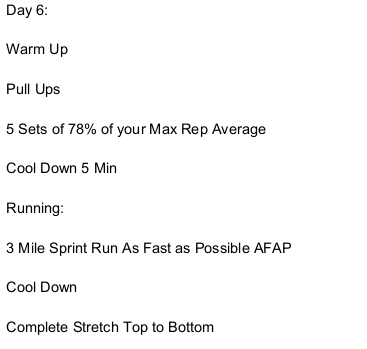 Day 6:
Warm Up
Pull Ups
5 Sets of 78% of your Max Rep Average
Cool Down 5 Min
Running:
3 Mile Sprint Run As Fast as Possible AFAP
Cool Down
Complete Stretch Top to Bottom